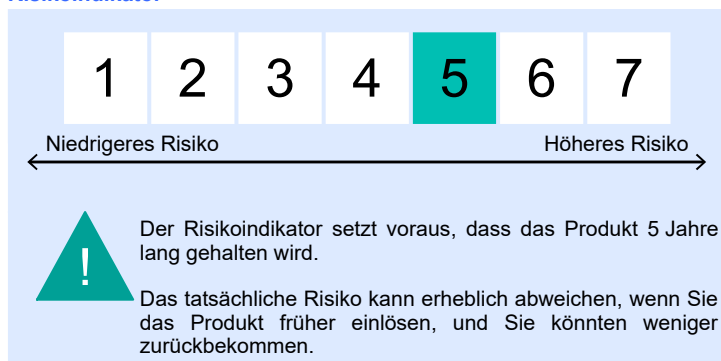 1 2 3 4 5 6 7
Niedrigeres Risiko Höheres Risiko
!
Der Risikoindikator setzt voraus, dass das Produkt 5 Jahre
lang gehalten wird.
Das tatsächliche Risiko kann erheblich abweichen, wenn Sie
das Produkt früher einlösen, und Sie könnten weniger
zurückbekommen.